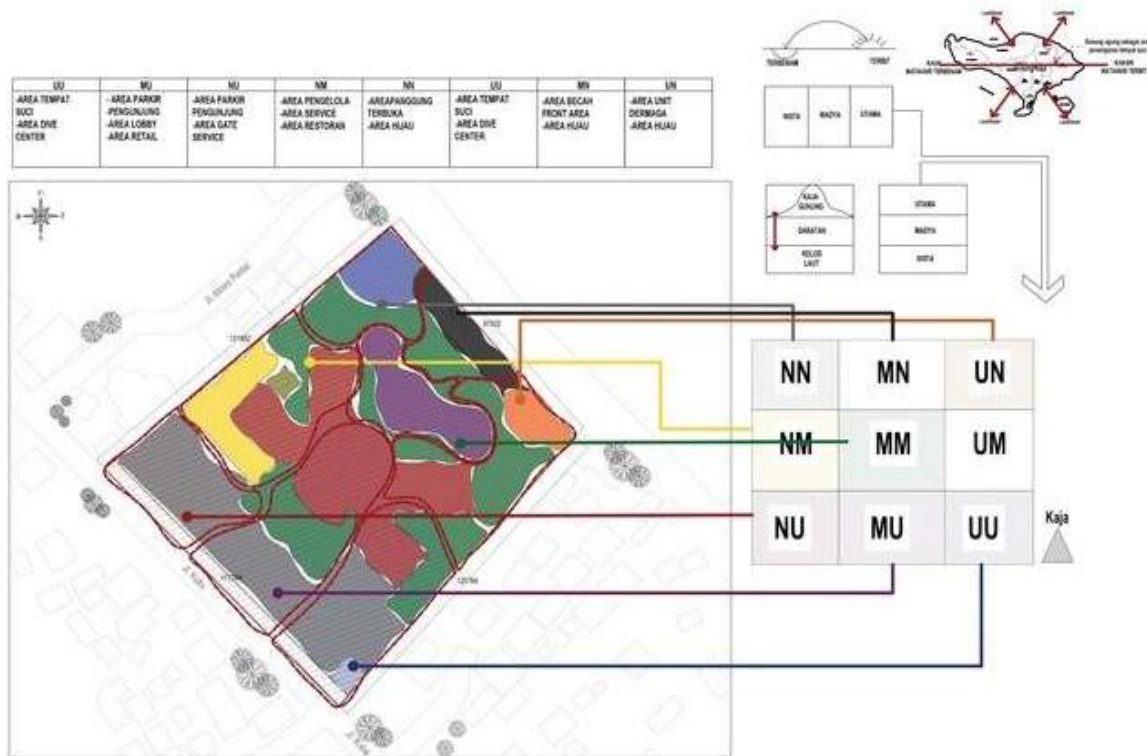 UU
-AREA TEMPAT
SUCI
-AREA DIVE
CENTER
MU
- AREA PARKIR
-PENGUNJUNG
-AREA LOBBY
-AREA RETAIL
NU
-AREA PARKIR
PENGUNJUNG
-AREA GATE
SERVICE
NM
-AREA PENGELOLA
-AREA SERVICE
-AREA RESTORAN
NN
-AREAPANGGUNG
TERBUKA
-AREA HIJAU
UU
-AREA TEMPAT
SUCI
-AREA DIVE
CENTER
MN
-AREA BECAH
FRONT AREA
-AREA HIJAU
UN
-AREA UNIT
DERMAGA
-AREA HIJAU
TERBENAM
TERBIT
MATAHARI TERBENAM
MATAHARI TERBIT
NISTA
MADYA
UTAMA
KAJA
GUNUNG
DARATAN
KELOD
LAUT
UTAMA
MADYA
NISTA
NN
MN
UN
NM
MM
UM
NU
MU
UU
Kaja